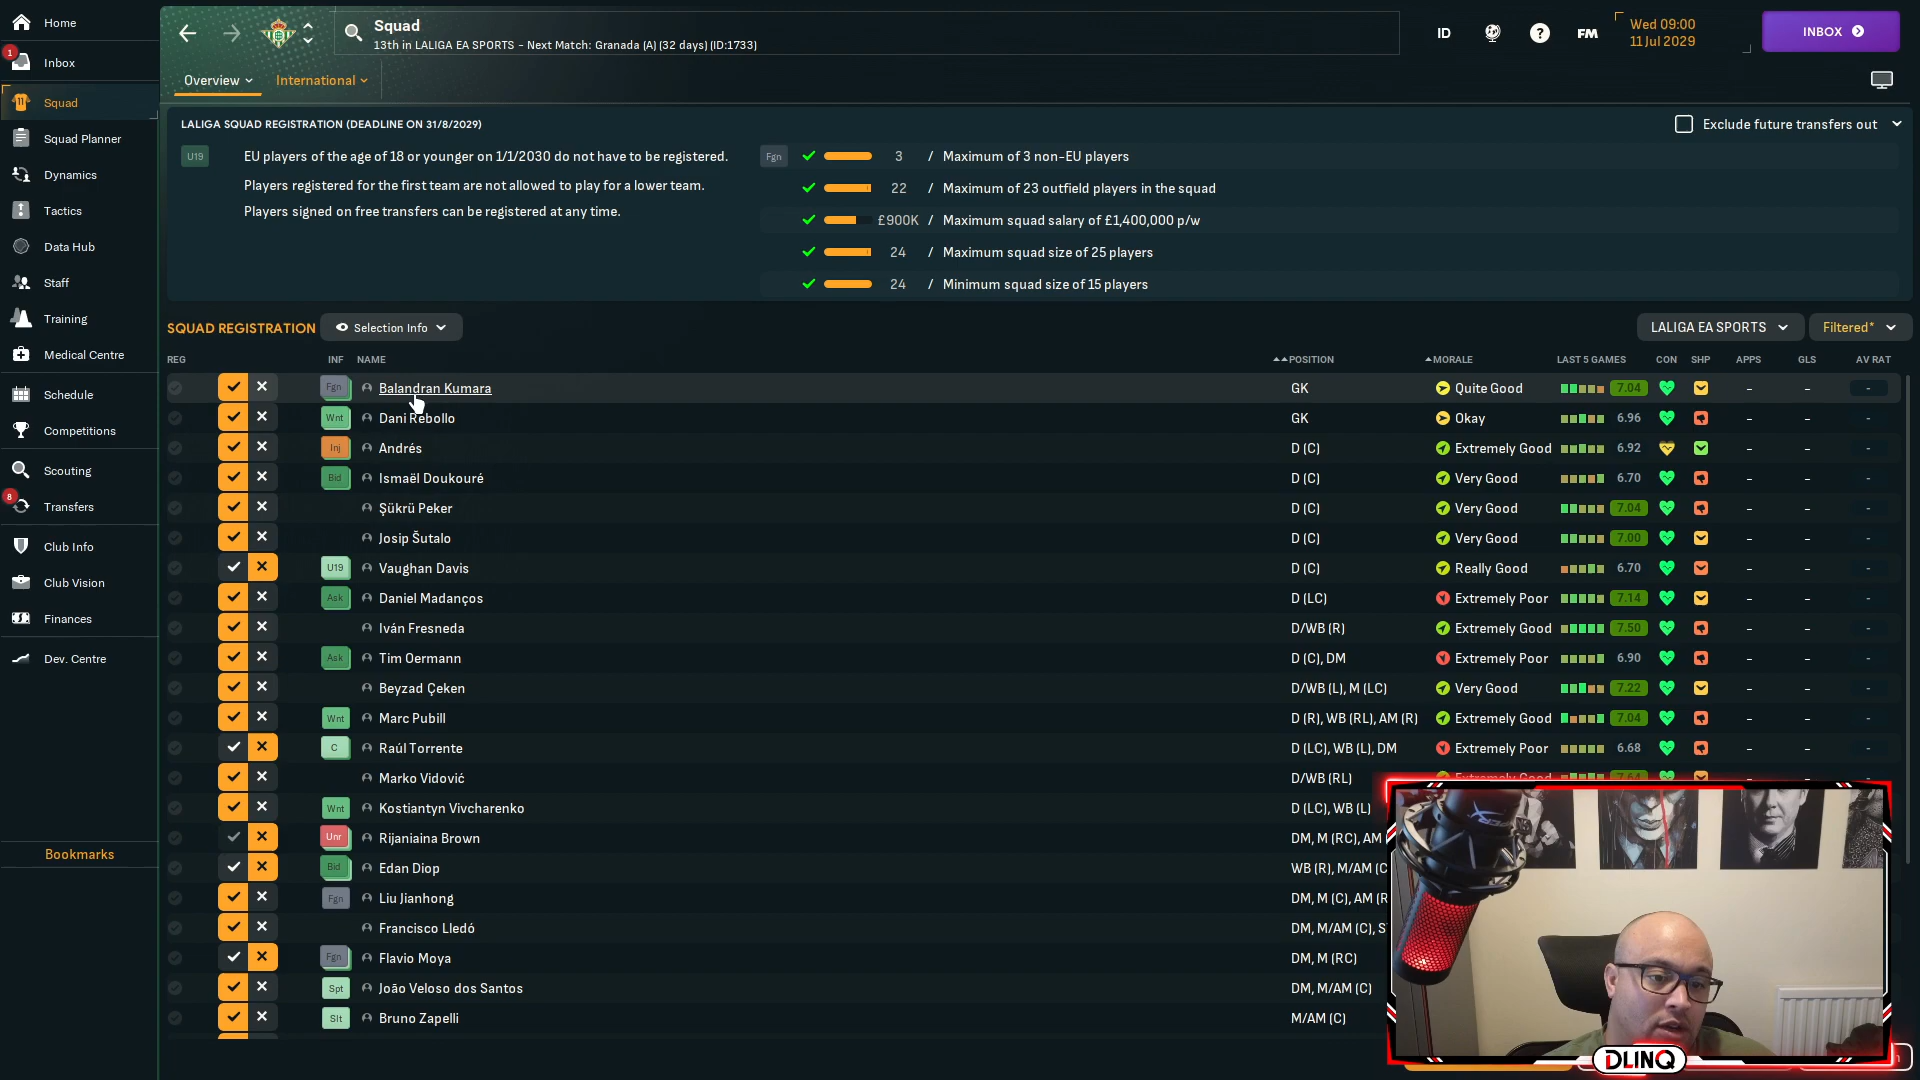 Home
1
Inbox
Squad
Squad Planner
Dynamics
Tactics
Data Hub
Staff
Training
Medical Centre
Schedule
Competitions
Scouting
8
Transfers
Club Info
Club Vision
Finances
Dev. Centre
Bookmarks
Squad
13th in LALIGA EA SPORTS - Next Match: Granada (A) (32 days) (ID:1733)
ID
?
FM
Wed 09:00
11 Jul 2029
INBOX
Overview
International
LALIGA SQUAD REGISTRATION (DEADLINE ON 31/8/2029)
Exclude future transfers out
U19 EU players of the age of 18 or younger on 1/1/2030 do not have to be registered.
Players registered for the first team are not allowed to play for a lower team.
Players signed on free transfers can be registered at any time.
Fgn 3 / Maximum of 3 non-EU players
22 / Maximum of 23 outfield players in the squad
£900K / Maximum squad salary of £1,400,000 p/w
24 / Maximum squad size of 25 players
24 / Minimum squad size of 15 players
SQUAD REGISTRATION
Selection Info
LALIGA EA SPORTS
Filtered*
REG INF NAME POSITION MORALE LAST 5 GAMES CON SHP APPS GLS AV RAT
Fgn Balandran Kumara GK Quite Good 7.04 - - -
Wnt Dani Rebollo GK Okay 6.96 - - -
Inj Andrés D (C) Extremely Good 6.92 - - -
Bid Ismaël Doukouré D (C) Very Good 6.70 - - -
Şükrü Peker D (C) Very Good 7.04 - - -
Josip Šutalo D (C) Very Good 7.00 - - -
U19 Vaughan Davis D (C) Really Good 6.70 - - -
Ask Daniel Madanços D (LC) Extremely Poor 7.14 - - -
Iván Fresneda D/WB (R) Extremely Good 7.50 - - -
Ask Tim Oermann D (C), DM Extremely Poor 6.90 - - -
Beyzad Çeken D/WB (L), M (LC) Very Good 7.22 - - -
Wnt Marc Pubill D (R), WB (RL), AM (R) Extremely Good 7.04 - - -
C Raúl Torrente D (LC), WB (L), DM Extremely Poor 6.68 - - -
Marko Vidović D/WB (RL)
Wnt Kostiantyn Vivcharenko D (LC), WB (L)
Unr Rijaniaina Brown DM, M (RC), AM
Bid Edan Diop WB (R), M/AM (C
Fgn Liu Jianhong DM, M (C), AM (R
Francisco Lledó DM, M/AM (C), S
Fgn Flavio Moya DM, M (RC)
Spt João Veloso dos Santos DM, M/AM (C)
Slt Bruno Zapelli M/AM (C)
DLINQ